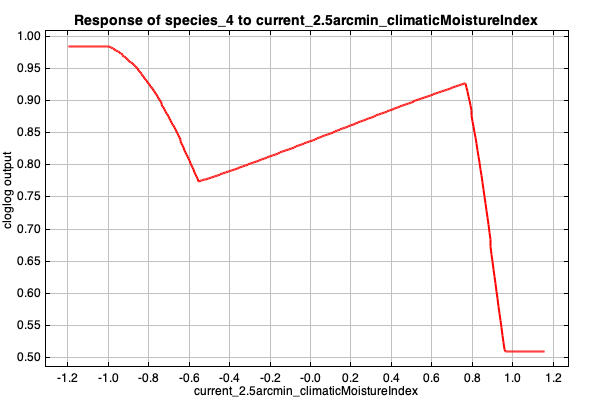 Response of species_4 to current_2.5arcmin_climaticMoistureIndex
cloglog output
1.00
0.95
0.90
0.85
0.80
0.75
0.70
0.65
0.60
0.55
0.50
-1.2 -1.0 -0.8 -0.6 -0.4 -0.2 -0.0 0.2 0.4 0.6 0.8 1.0 1.2
current_2.5arcmin_climaticMoistureIndex